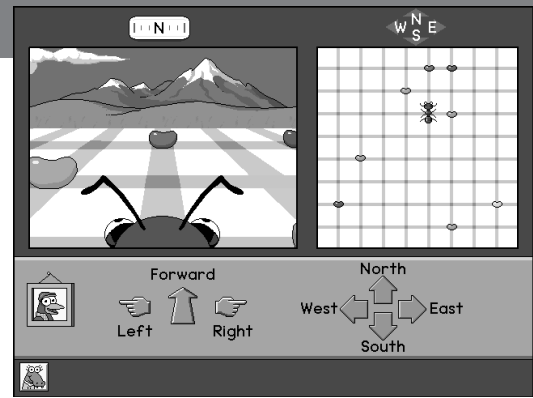 N
N
W E
S
Forward
Left Right
North
West East
South